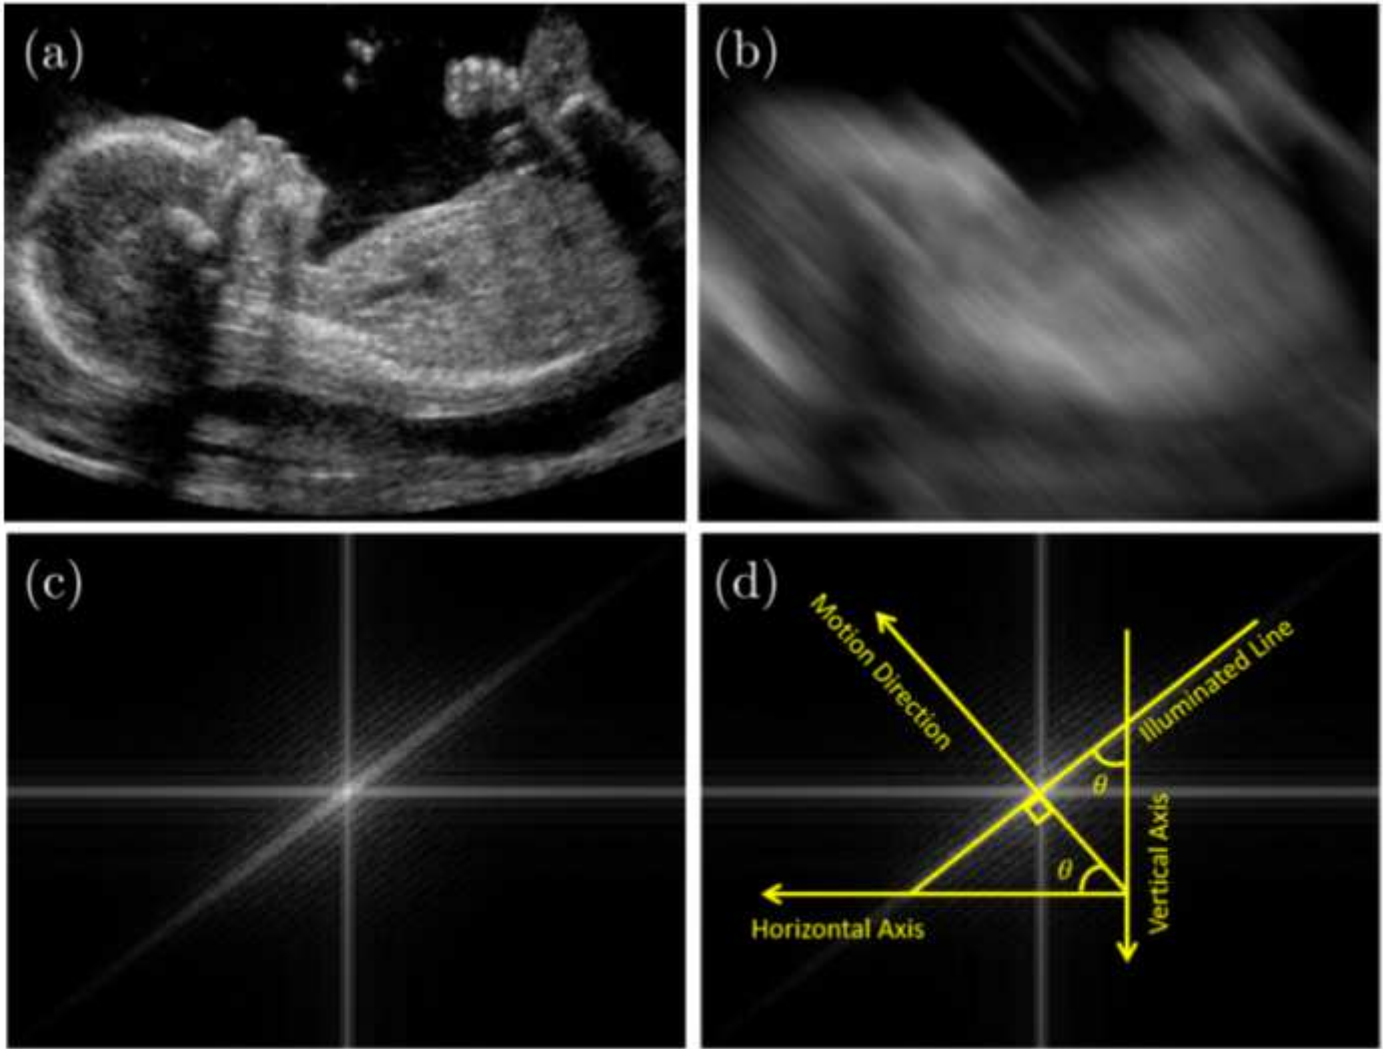 (a)
(b)
(c)
(d)
Motion Direction
Illuminated Line
θ
θ
Vertical Axis
Horizontal Axis